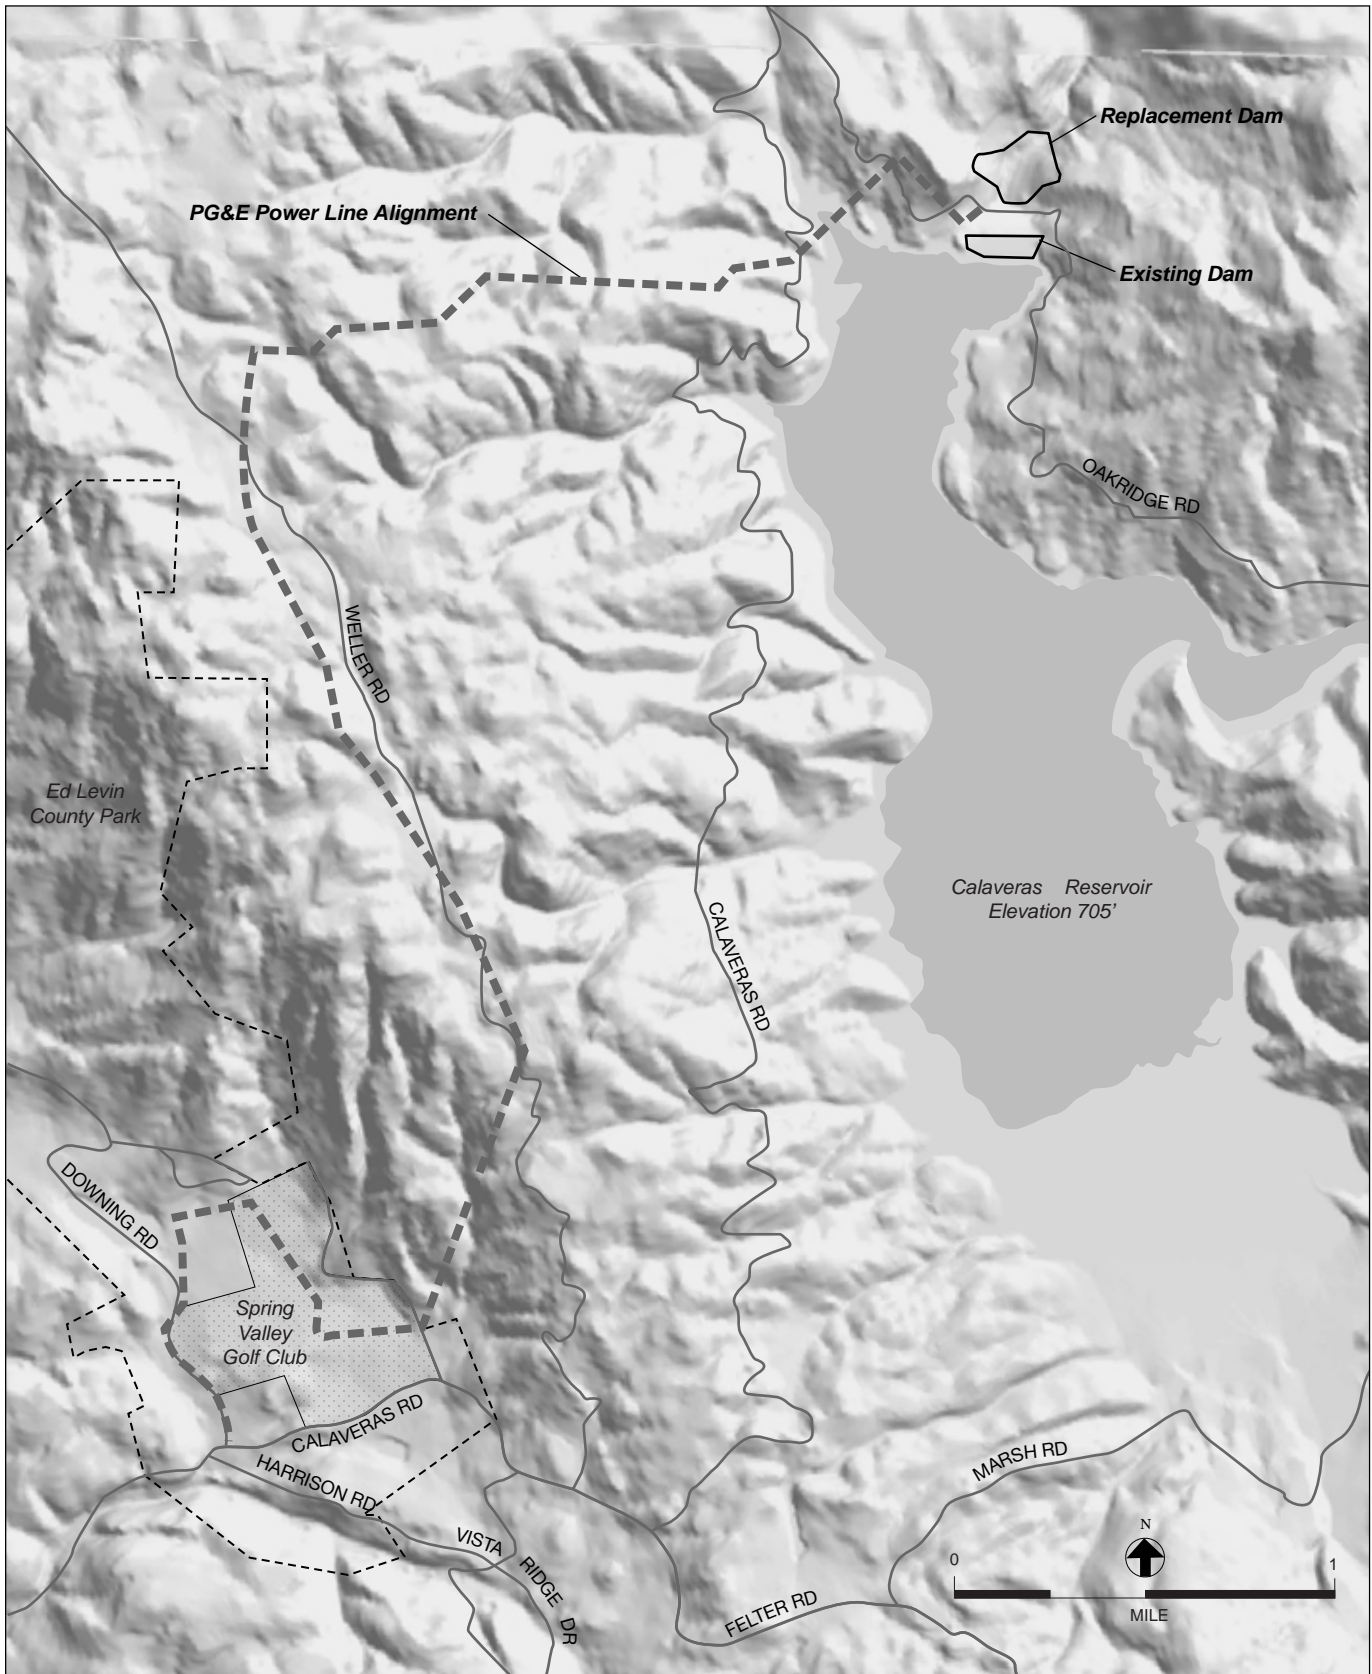 Replacement Dam
PG&E Power Line Alignment
Existing Dam
OAKRIDGE RD
WELLER RD
Ed Levin
County Park
Calaveras Reservoir
Elevation 705'
CALAVERAS RD
DOWNING RD
Spring
Valley
Golf Club
CALAVERAS RD
HARRISON RD
MARSH RD
VISTA RIDGE DR
FELTER RD
N
0 1
MILE